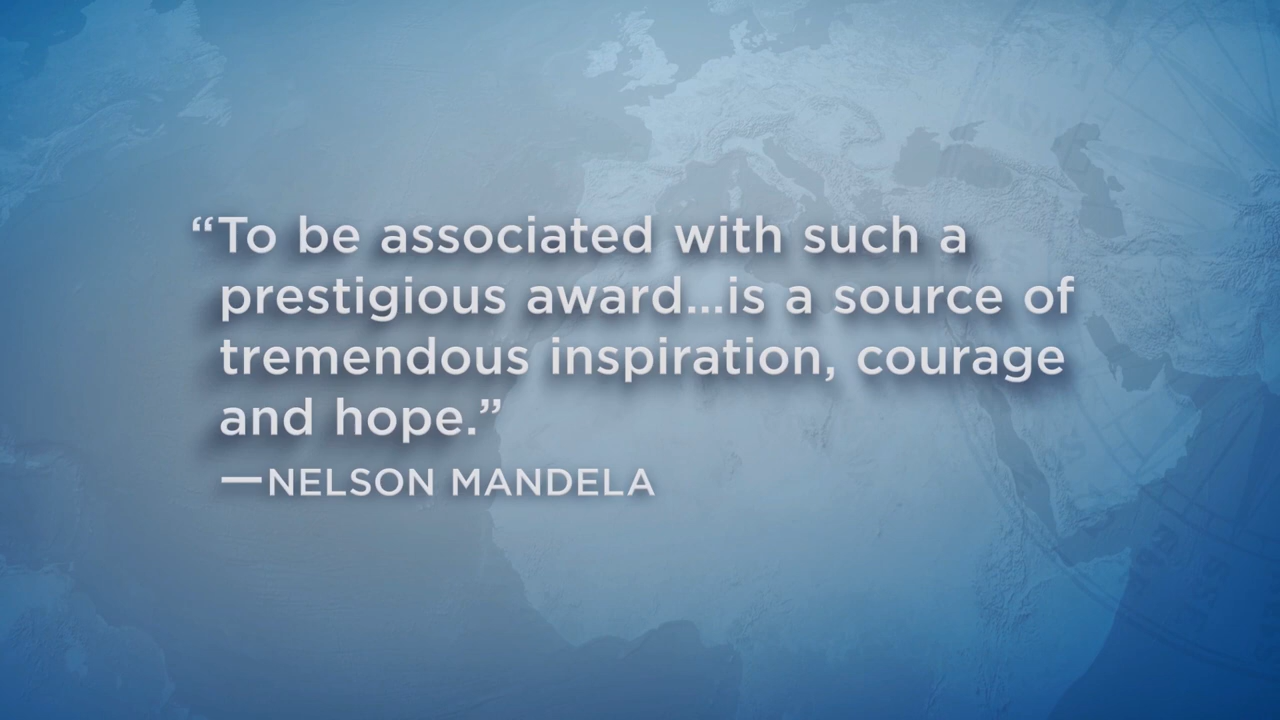 “To be associated with such a
prestigious award...is a source of
tremendous inspiration, courage
and hope.”
—NELSON MANDELA